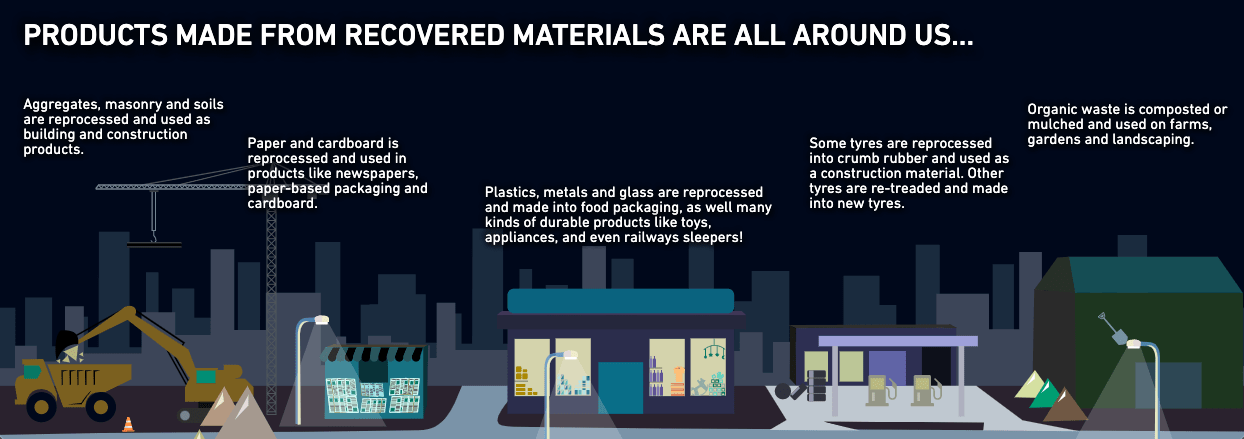 PRODUCTS MADE FROM RECOVERED MATERIALS ARE ALL AROUND US...
Aggregates, masonry and soils
are reprocessed and used as
building and construction
products.
Paper and cardboard is
reprocessed and used in
products like newspapers,
paper-based packaging and
cardboard.
Plastics, metals and glass are reprocessed
and made into food packaging, as well many
kinds of durable products like toys,
appliances, and even railways sleepers!
Some tyres are reprocessed
into crumb rubber and used as
a construction material. Other
tyres are re-treaded and made
into new tyres.
Organic waste is composted or
mulched and used on farms,
gardens and landscaping.